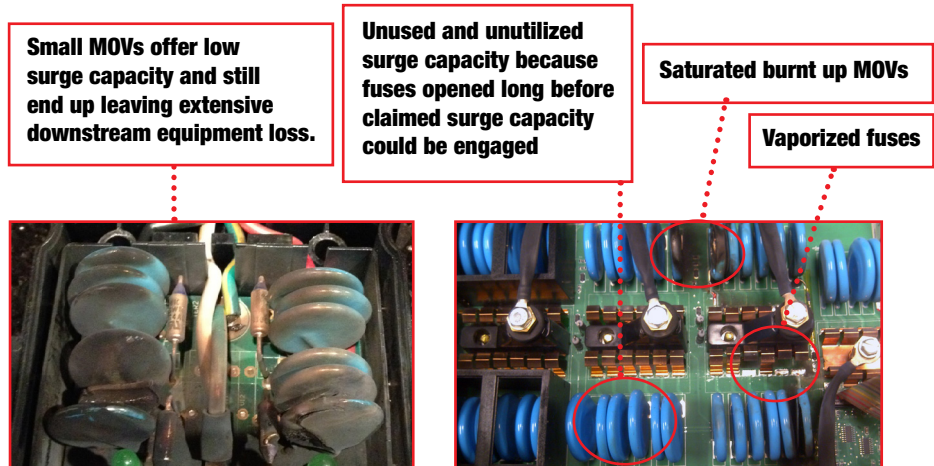 Small MOVs offer low
surge capacity and still
end up leaving extensive
downstream equipment loss.
Unused and unutilized
surge capacity because
fuses opened long before
claimed surge capacity
could be engaged
Saturated burnt up MOVs
Vaporized fuses